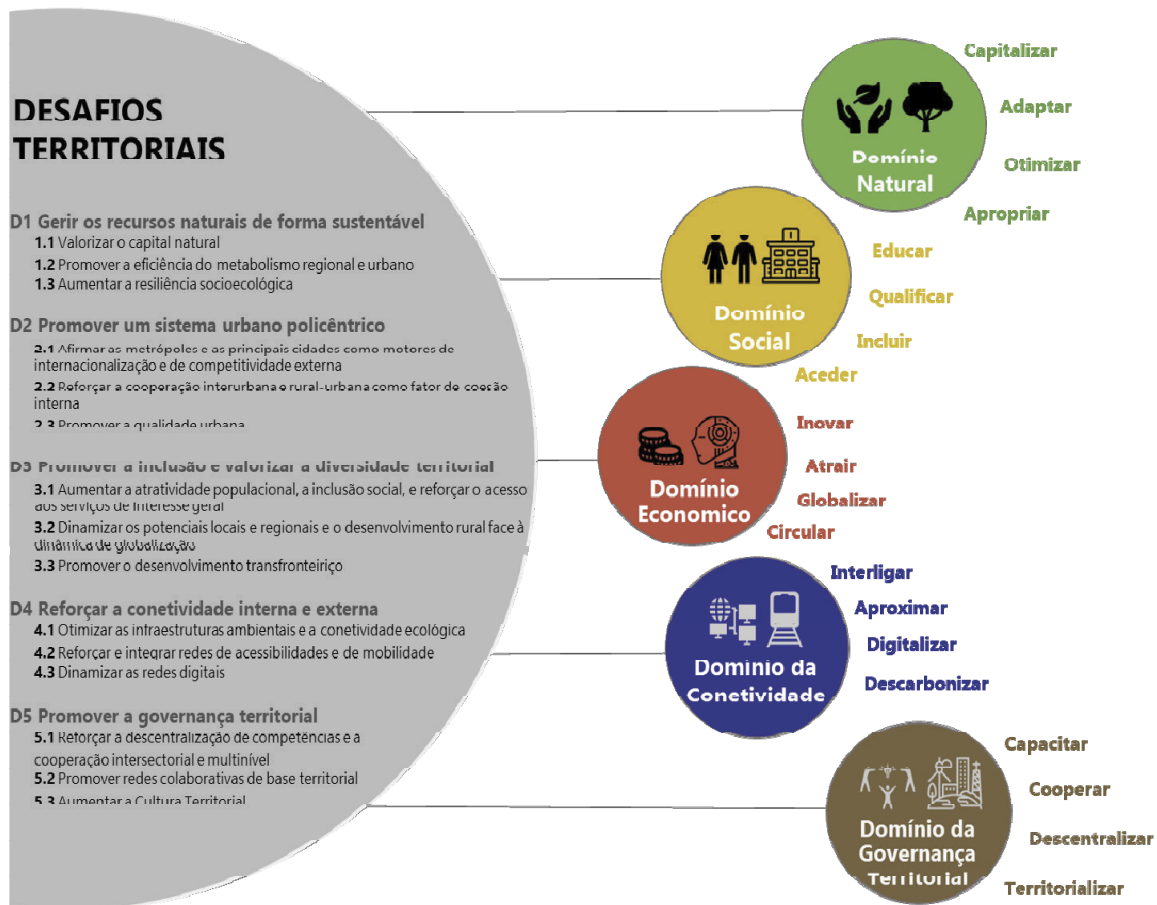 DESAFIOS
TERRITORIAIS
D1 Gerir os recursos naturais de forma sustentável
1.1 Valorizar o capital natural
1.2 Promover a eficiência do metabolismo regional e urbano
1.3 Aumentar a resiliência socioecológica
D2 Promover um sistema urbano policêntrico
2.1 Afirmar as metrópoles e as principais cidades como motores de
internacionalização e de competitividade externa
2.2 Reforçar a cooperação interurbana e rural-urbana como fator de coesão
interna
2.3 Promover a qualidade urbana
D3 Promover a inclusão e valorizar a diversidade territorial
3.1 Aumentar a atratividade populacional, a inclusão social, e reforçar o acesso
aos serviços de interesse geral
3.2 Dinamizar os potenciais locais e regionais e o desenvolvimento rural face à
dinâmica de globalização
3.3 Promover o desenvolvimento transfronteiriço
D4 Reforçar a conetividade interna e externa
4.1 Otimizar as infraestruturas ambientais e a conetividade ecológica
4.2 Reforçar e integrar redes de acessibilidades e de mobilidade
4.3 Dinamizar as redes digitais
D5 Promover a governança territorial
5.1 Reforçar a descentralização de competências e a
cooperação intersectorial e multinível
5.2 Promover redes colaborativas de base territorial
5.3 Aumentar a Cultura Territorial
Domínio
Natural
Capitalizar
Adaptar
Otimizar
Apropriar
Domínio
Social
Educar
Qualificar
Incluir
Aceder
Domínio
Economico
Inovar
Atrair
Globalizar
Circular
Domínio da
Conetividade
Interligar
Aproximar
Digitalizar
Descarbonizar
Domínio da
Governança
Territorial
Capacitar
Cooperar
Descentralizar
Territorializar